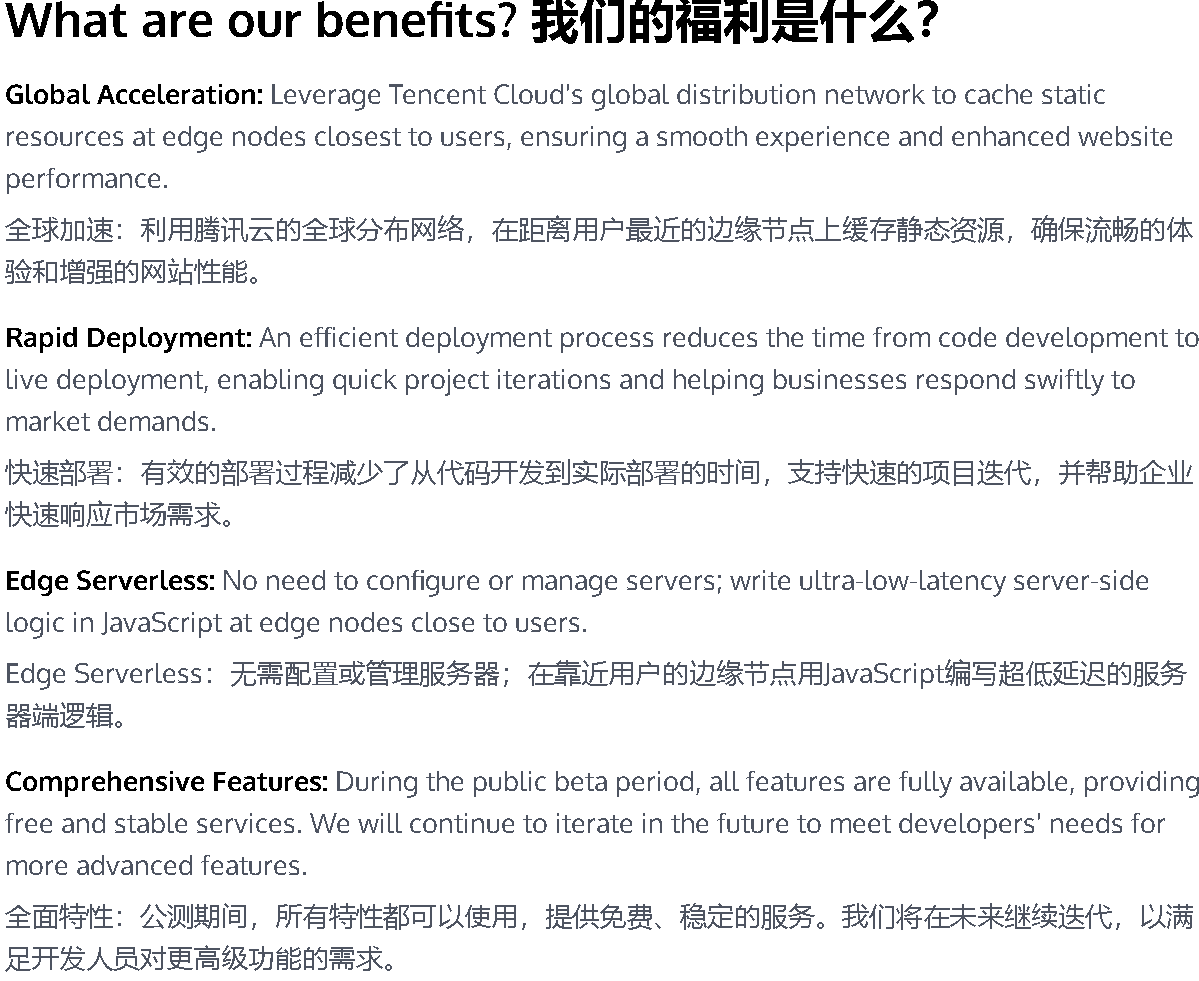 What are our benefits? 我们的福利是什么？
Global Acceleration: Leverage Tencent Cloud's global distribution network to cache static
resources at edge nodes closest to users, ensuring a smooth experience and enhanced website
performance.
全球加速：利用腾讯云的全球分布网络，在距离用户最近的边缘节点上缓存静态资源，确保流畅的体
验和增强的网站性能。
Rapid Deployment: An efficient deployment process reduces the time from code development to
live deployment, enabling quick project iterations and helping businesses respond swiftly to
market demands.
快速部署：有效的部署过程减少了从代码开发到实际部署的时间，支持快速的项目迭代，并帮助企业
快速响应市场需求。
Edge Serverless: No need to configure or manage servers; write ultra-low-latency server-side
logic in JavaScript at edge nodes close to users.
Edge Serverless：无需配置或管理服务器；在靠近用户的边缘节点用JavaScript编写超低延迟的服务
器端逻辑。
Comprehensive Features: During the public beta period, all features are fully available, providing
free and stable services. We will continue to iterate in the future to meet developers' needs for
more advanced features.
全面特性：公测期间，所有特性都可以使用，提供免费、稳定的服务。我们将在未来继续迭代，以满
足开发人员对更高级功能的需求。